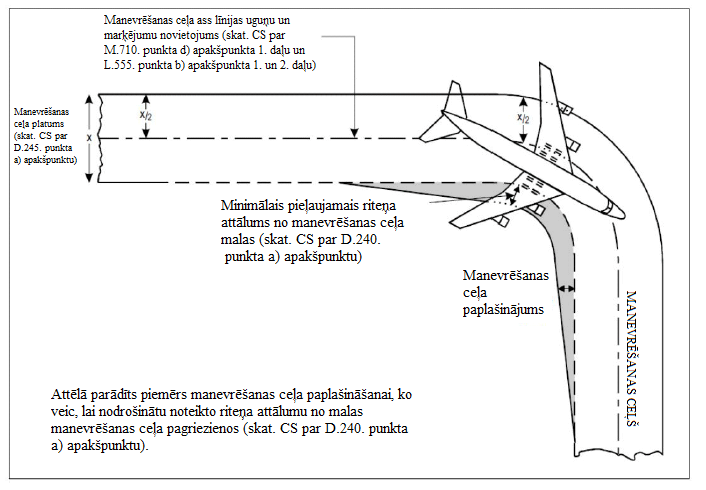 Manevrēšanas ceļa ass līnijas uguņu un
marķējumu novietojums (skat. CS par
M.710. punkta d) apakšpunkta 1. daļu un
L.555. punkta b) apakšpunkta 1. un 2. daļu)
Manevrēšanas
ceļa platums
(skat. CS par
D.245. punkta
a) apakšpunktu)
X
X/2
X/2
Minimālais pieļaujamais riteņa
attālums no manevrēšanas ceļa
malas (skat. CS par D.240.
punkta a) apakšpunktu)
Manevrēšanas
ceļa
paplašinājums
MANEVRĒŠANAS CEĻŠ
Attēlā parādīts piemērs manevrēšanas ceļa paplašināšanai, ko
veic, lai nodrošinātu noteikto riteņa attālumu no malas
manevrēšanas ceļa pagriezienos (skat. CS par D.240. punkta
a) apakšpunktu).